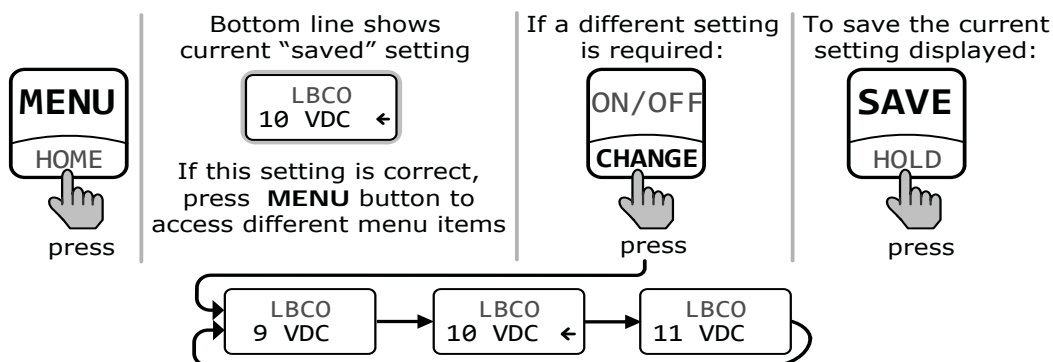 MENU
HOME
press
Bottom line shows
current “saved” setting
LBCO
10 VDC ←
If this setting is correct,
press MENU button to
access different menu items
If a different setting
is required:
ON/OFF
CHANGE
press
To save the current
setting displayed:
SAVE
HOLD
press
LBCO
9 VDC
LBCO
10 VDC ←
LBCO
11 VDC